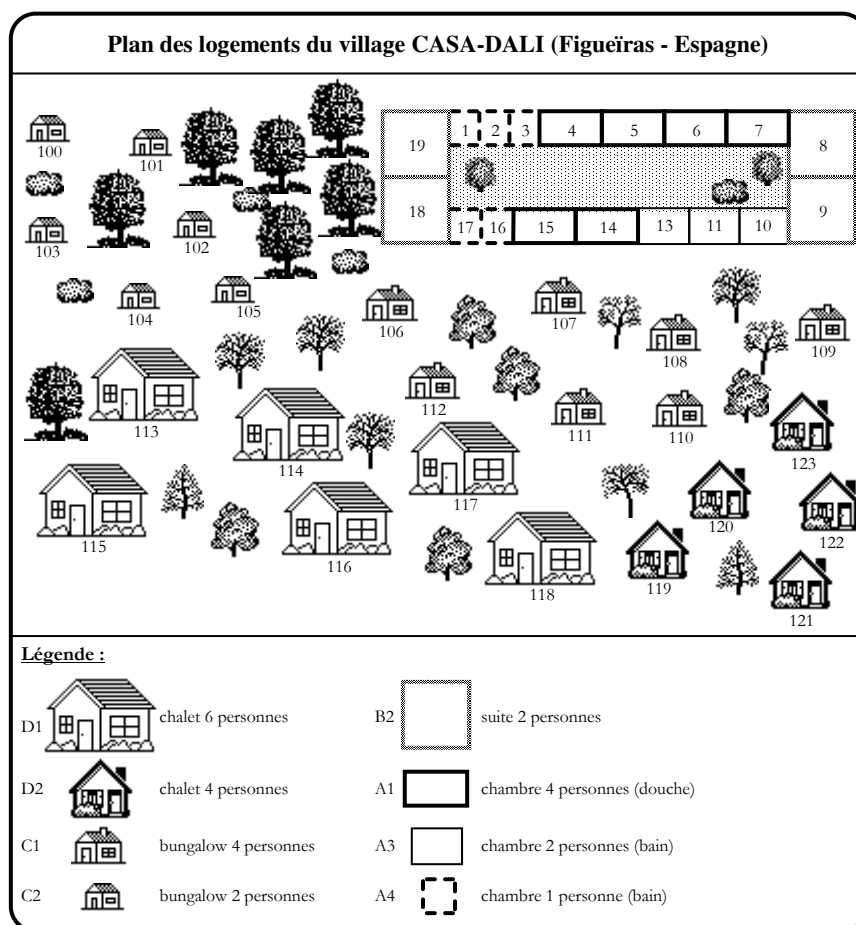 Plan des logements du village CASA-DALI (Figueïras - Espagne)
19 1 2 3 4 5 6 7 8
18 17 16 15 14 13 11 10 9
100 101
103 102
104 105 106 107 108 109
112 111 110
113 114 117 123
115 116 118 119 120 122
121
Légende :
D1 chalet 6 personnes B2 suite 2 personnes
D2 chalet 4 personnes A1 chambre 4 personnes (douche)
C1 bungalow 4 personnes A3 chambre 2 personnes (bain)
C2 bungalow 2 personnes A4 chambre 1 personne (bain)